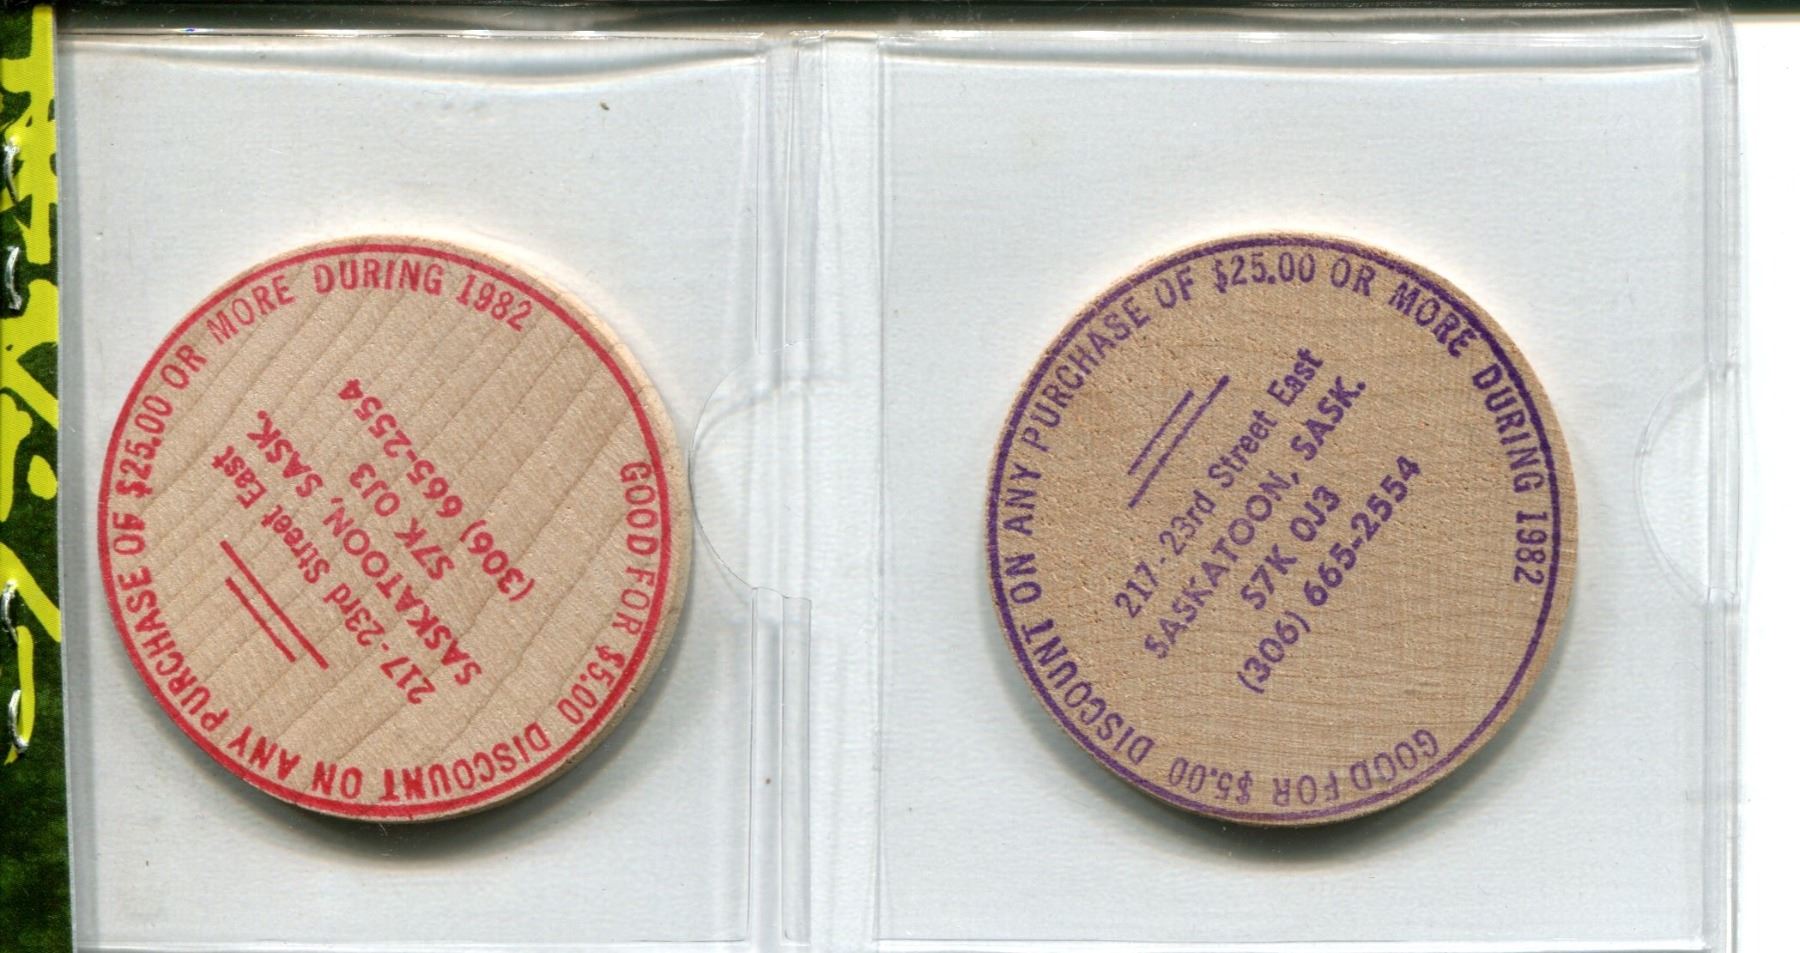 GOOD FOR $5.00 DISCOUNT ON ANY PURCHASE OF $25.00 OR MORE DURING 1982
217-23rd Street East
SASKATOON, SASK.
S7K 0J3
(306) 665-2554
GOOD FOR $5.00 DISCOUNT ON ANY PURCHASE OF $25.00 OR MORE DURING 1982
217-23rd Street East
SASKATOON, SASK.
S7K 0J3
(306) 665-2554